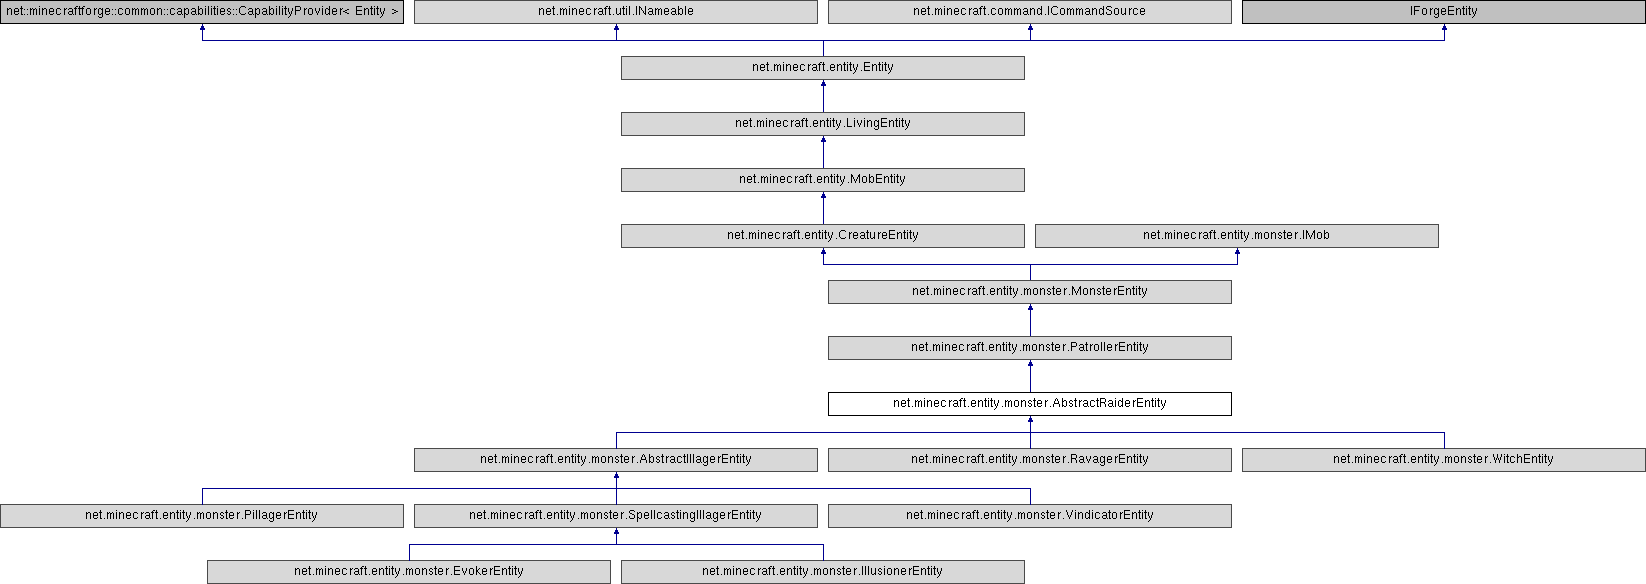 net::minecraftforge::common::capabilities::CapabilityProvider< Entity >
net.minecraft.util.INameable
net.minecraft.command.ICommandSource
IForgeEntity
net.minecraft.entity.Entity
net.minecraft.entity.LivingEntity
net.minecraft.entity.MobEntity
net.minecraft.entity.CreatureEntity
net.minecraft.entity.monster.IMob
net.minecraft.entity.monster.MonsterEntity
net.minecraft.entity.monster.PatrollerEntity
net.minecraft.entity.monster.AbstractRaiderEntity
net.minecraft.entity.monster.AbstractIllagerEntity
net.minecraft.entity.monster.RavagerEntity
net.minecraft.entity.monster.WitchEntity
net.minecraft.entity.monster.PillagerEntity
net.minecraft.entity.monster.SpellcastingIllagerEntity
net.minecraft.entity.monster.VindicatorEntity
net.minecraft.entity.monster.EvokerEntity
net.minecraft.entity.monster.IllusionerEntity